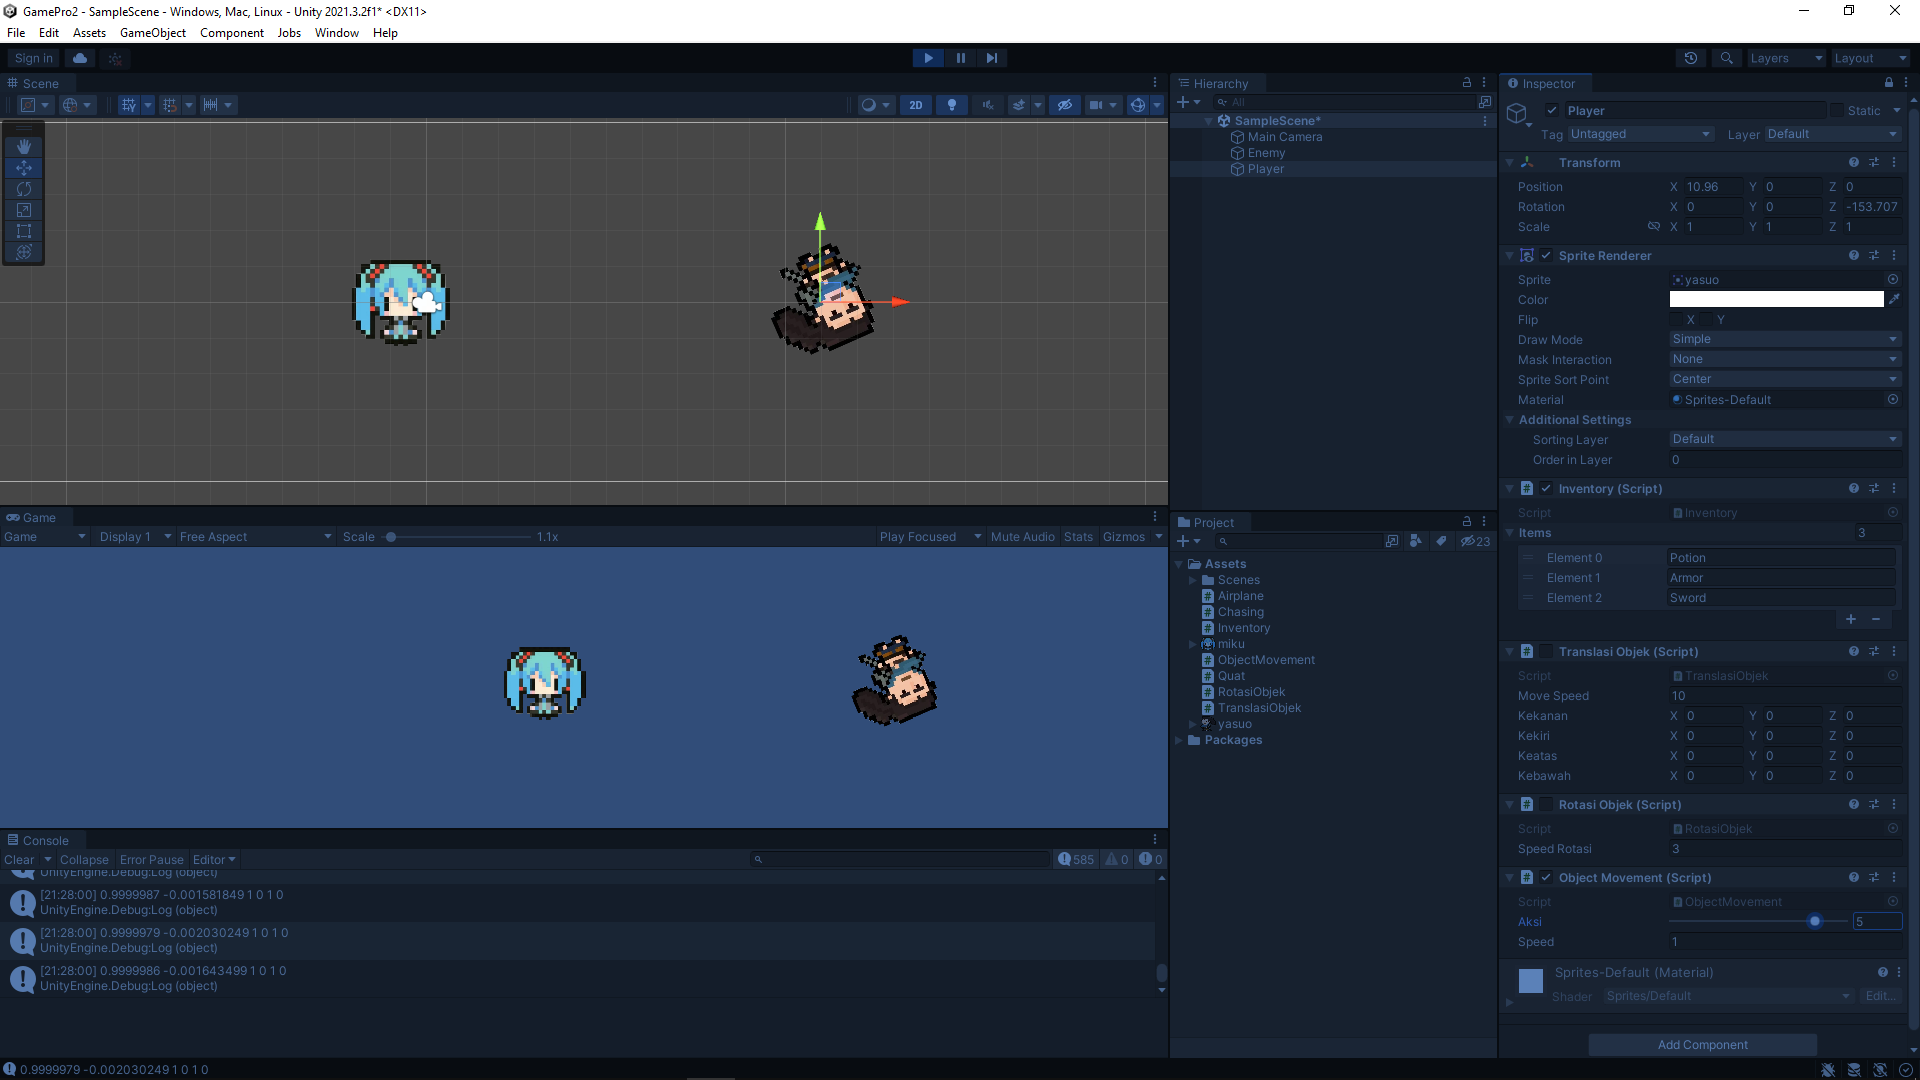 GamePro2 - SampleScene - Windows, Mac, Linux - Unity 2021.3.2f1* <DX11>
File Edit Assets GameObject Component Jobs Window Help
Sign in
Layers
Layout
Scene
2D
Game
Game
Display 1
Free Aspect
Scale
1.1x
Play Focused
Mute Audio
Stats
Gizmos
Console
Clear
Collapse
Error Pause
Editor
585
0
0
UnityEngine.Debug:Log (object)
[21:28:00] 0.9999987 -0.001581849 1 0 1 0
UnityEngine.Debug:Log (object)
[21:28:00] 0.9999979 -0.002030249 1 0 1 0
UnityEngine.Debug:Log (object)
[21:28:00] 0.9999986 -0.001643499 1 0 1 0
UnityEngine.Debug:Log (object)
0.9999979 -0.002030249 1 0 1 0
Hierarchy
All
SampleScene*
Main Camera
Enemy
Player
Project
23
Assets
Scenes
Airplane
Chasing
Inventory
miku
ObjectMovement
Quat
RotasiObjek
TranslasiObjek
yasuo
Packages
Inspector
Player
Static
Tag Untagged Layer Default
Transform
Position X 10.96 Y 0 Z 0
Rotation X 0 Y 0 Z -153.707
Scale X 1 Y 1 Z 1
Sprite Renderer
Sprite yasuo
Color
Flip X Y
Draw Mode Simple
Mask Interaction None
Sprite Sort Point Center
Material Sprites-Default
Additional Settings
Sorting Layer Default
Order in Layer 0
Inventory (Script)
Script Inventory
Items 3
Element 0 Potion
Element 1 Armor
Element 2 Sword
Translasi Objek (Script)
Script TranslasiObjek
Move Speed 10
Kekanan X 0 Y 0 Z 0
Kekiri X 0 Y 0 Z 0
Keatas X 0 Y 0 Z 0
Kebawah X 0 Y 0 Z 0
Rotasi Objek (Script)
Script RotasiObjek
Speed Rotasi 3
Object Movement (Script)
Script ObjectMovement
Aksi 5
Speed 1
Sprites-Default (Material)
Shader Sprites/Default Edit...
Add Component